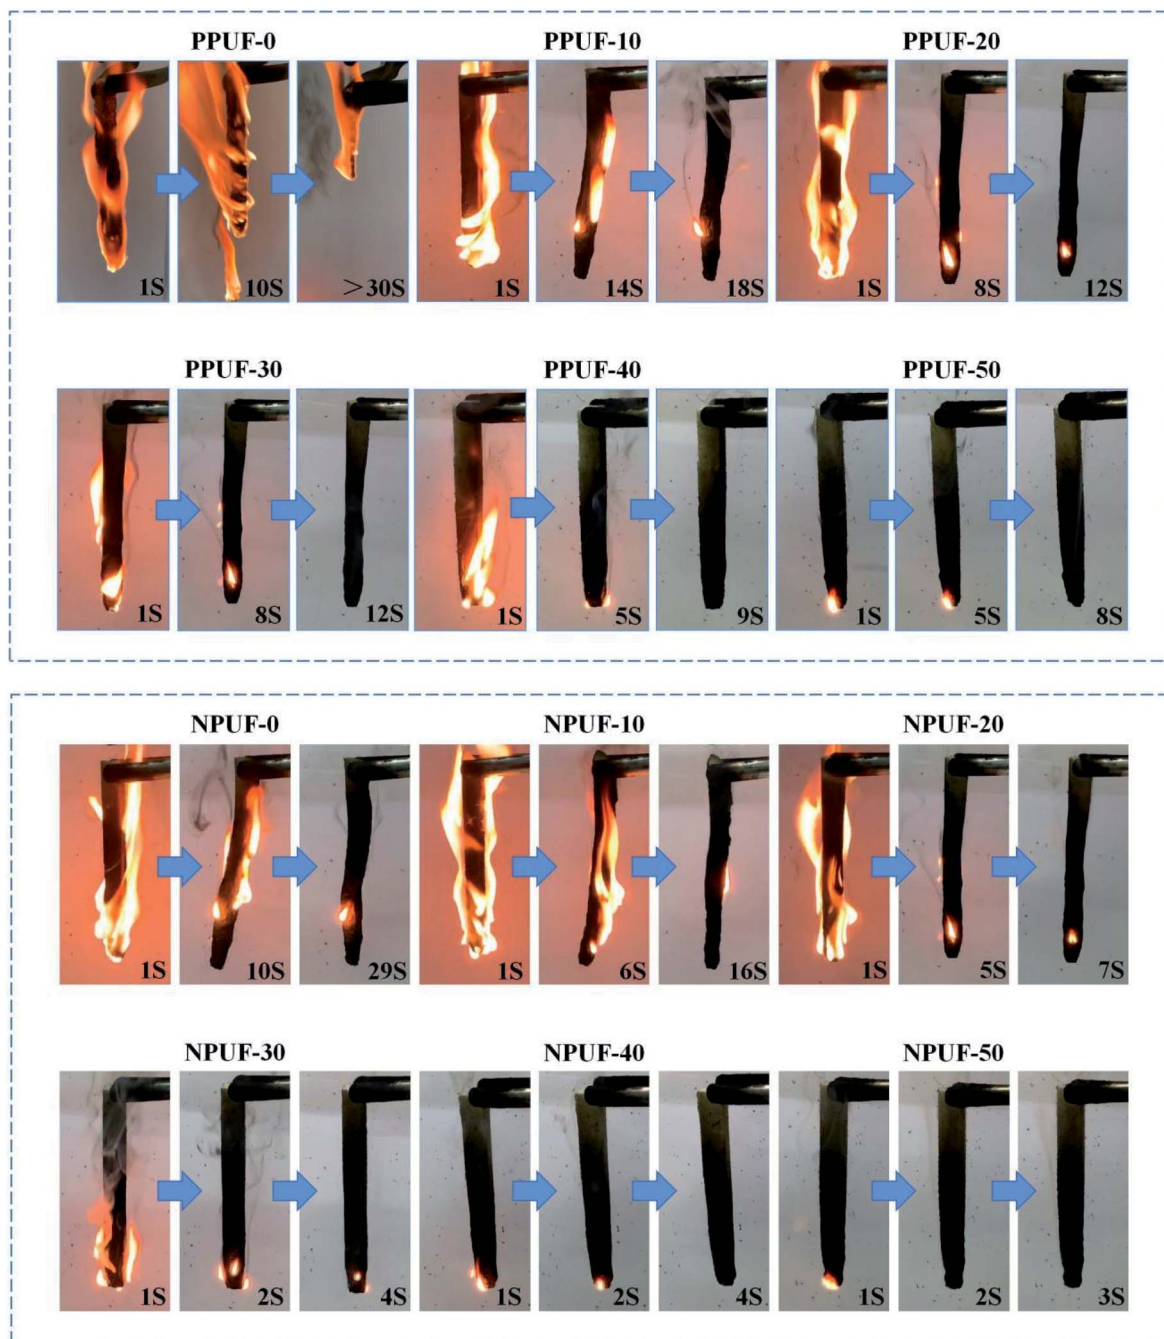 PPUF-0 PPUF-10 PPUF-20
1S 10S >30S 1S 14S 18S 1S 8S 12S
PPUF-30 PPUF-40 PPUF-50
1S 8S 12S 1S 5S 9S 1S 5S 8S
NPUF-0 NPUF-10 NPUF-20
1S 10S 29S 1S 6S 16S 1S 5S 7S
NPUF-30 NPUF-40 NPUF-50
1S 2S 4S 1S 2S 4S 1S 2S 3S